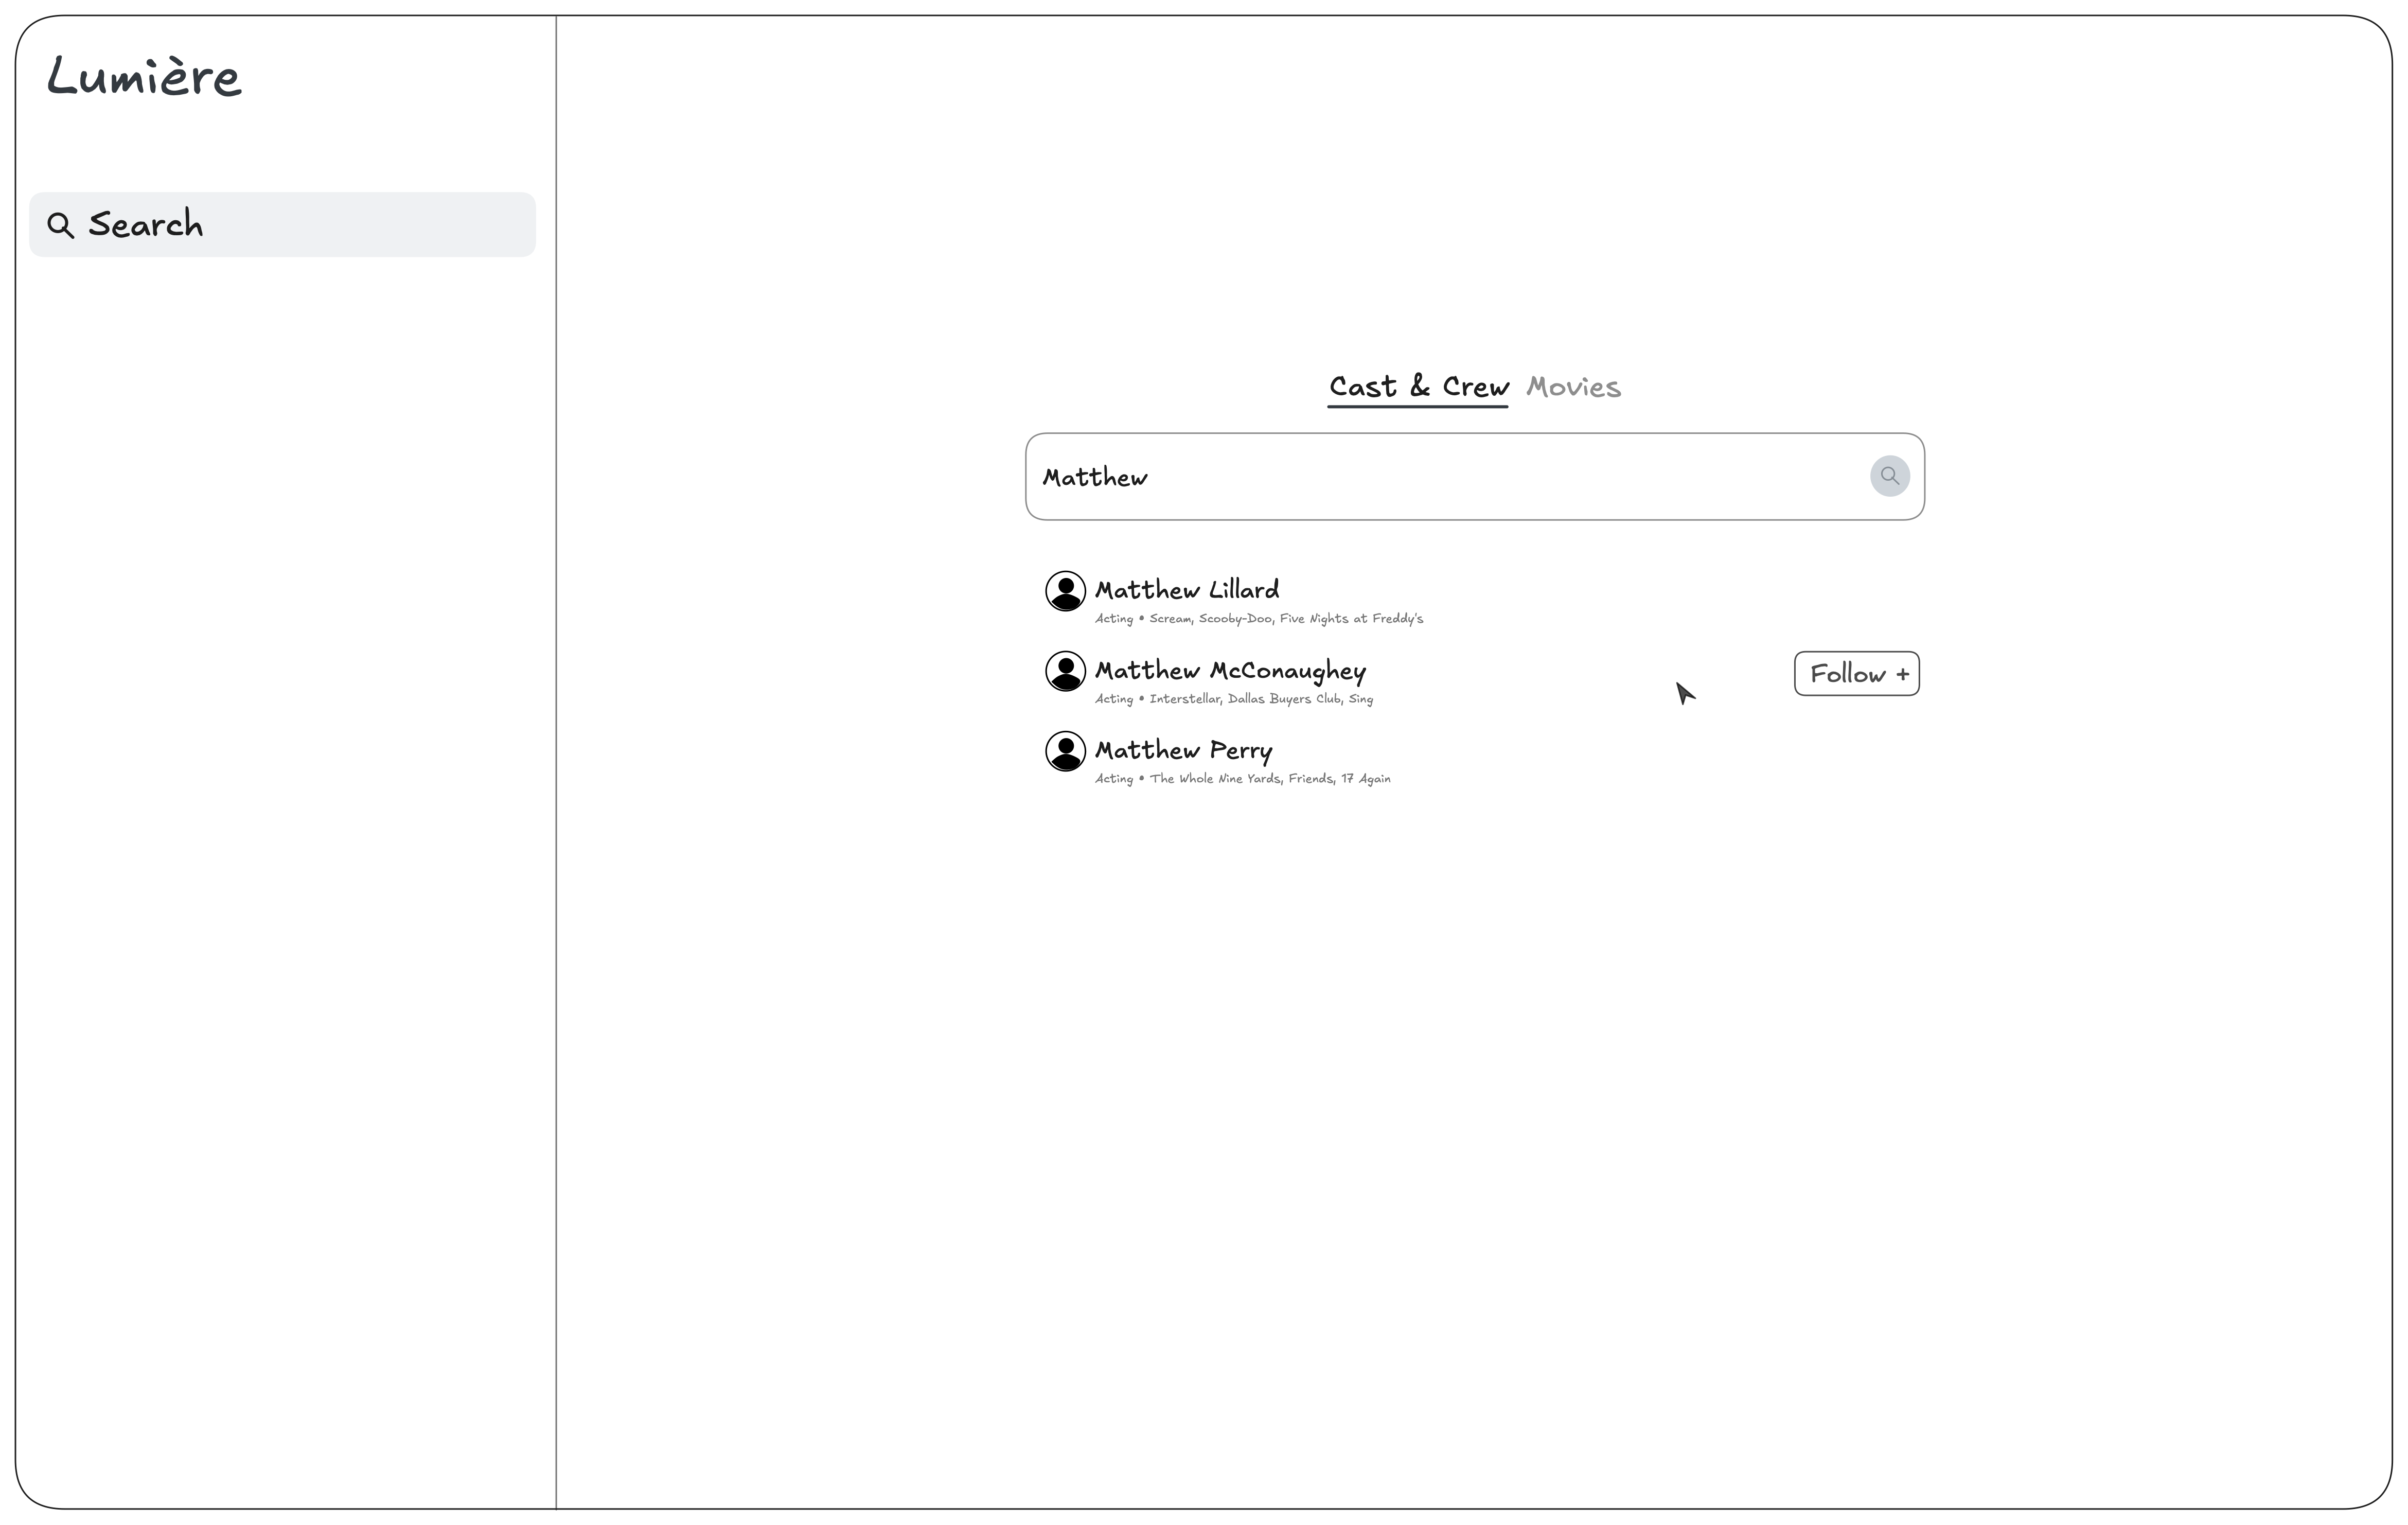 Lumière
Search
Cast & Crew Movies
Matthew
Matthew Lillard
Acting • Scream, Scooby-Doo, Five Nights at Freddy's
Matthew McConaughey
Acting • Interstellar, Dallas Buyers Club, Sing
Follow +
Matthew Perry
Acting • The Whole Nine Yards, Friends, 17 Again